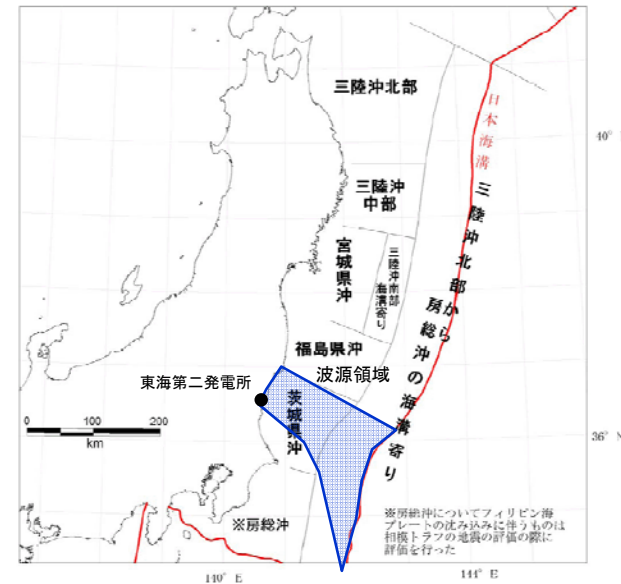 三陸沖北部
日本海溝
40° N
三陸沖
中部
三陸沖北部から
房総沖の海溝寄り
宮城県沖
三陸沖南部
海溝寄り
福島県沖
波源領域
東海第二発電所
茨城県沖
0 100 200
km
36° N
※房総沖
※房総沖についてフィリピン海
プレートの沈み込みに伴うものは
相模トラフの地震の評価の際に
評価を行った
140° E
144° E